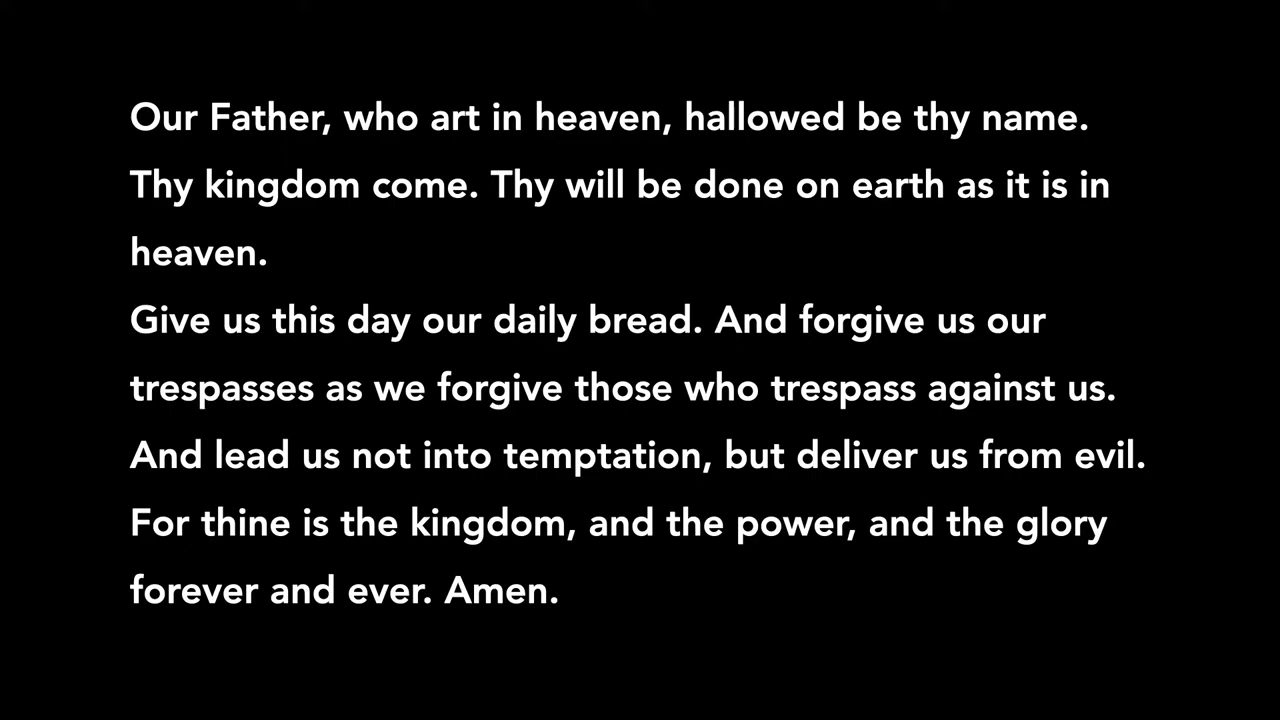 Our Father, who art in heaven, hallowed be thy name.
Thy kingdom come. Thy will be done on earth as it is in
heaven.
Give us this day our daily bread. And forgive us our
trespasses as we forgive those who trespass against us.
And lead us not into temptation, but deliver us from evil.
For thine is the kingdom, and the power, and the glory
forever and ever. Amen.